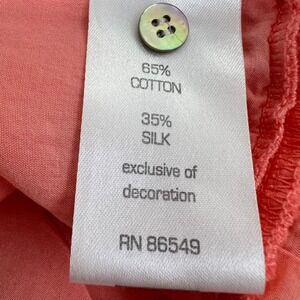 65%
COTTON
35%
SILK
exclusive of
decoration
RN 86549